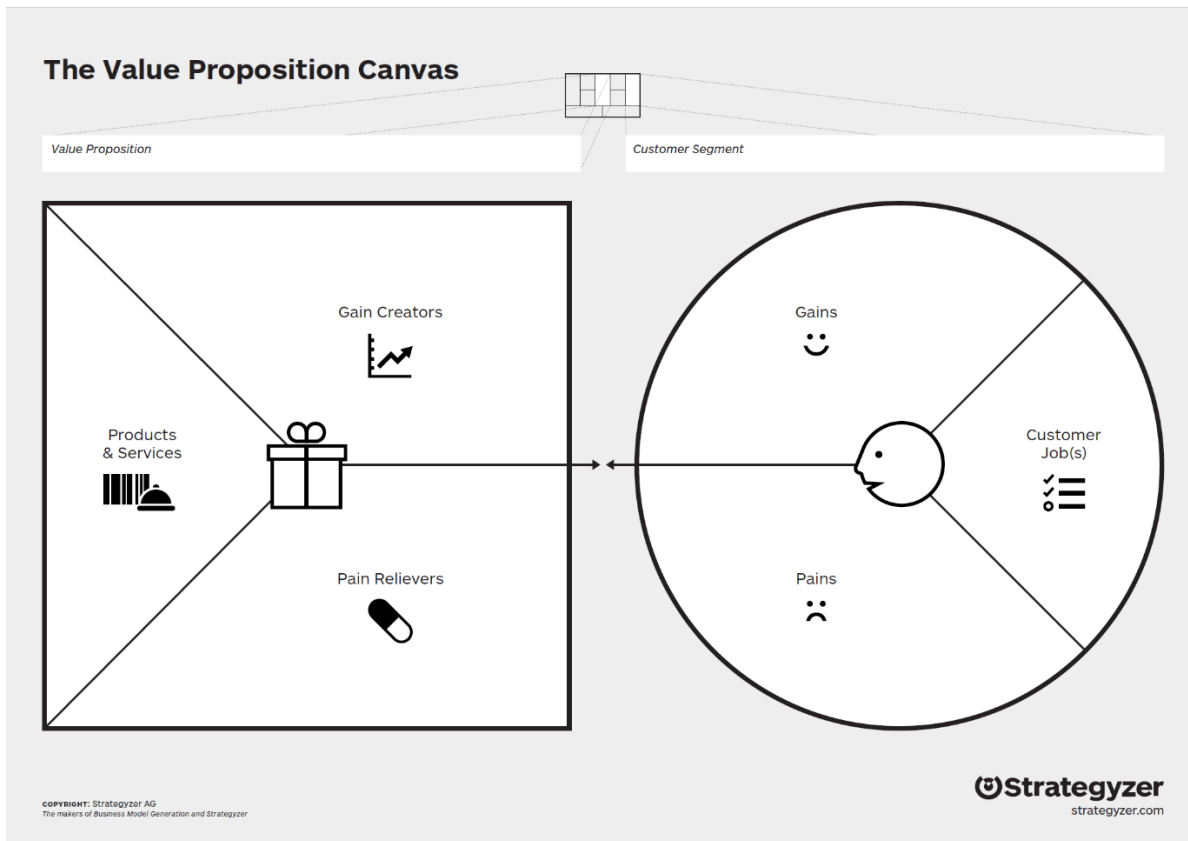 The Value Proposition Canvas
Value Proposition
Customer Segment
Gain Creators
Gains
Products
& Services
Customer
Job(s)
Pain Relievers
Pains
COPYRIGHT: Strategyzer AG
The makers of Business Model Generation and Strategyzer
Strategyzer
strategyzer.com